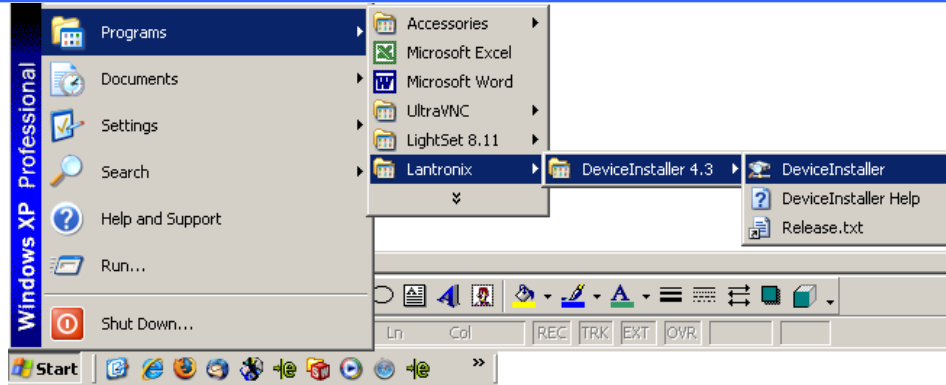 Windows XP Professional
Programs
Documents
Settings
Search
Help and Support
Run...
Shut Down...
Accessories
Microsoft Excel
Microsoft Word
UltraVNC
LightSet 8.11
Lantronix
DeviceInstaller 4.3
DeviceInstaller
DeviceInstaller Help
Release.txt
Ln Col REC TRK EXT OVR
Start